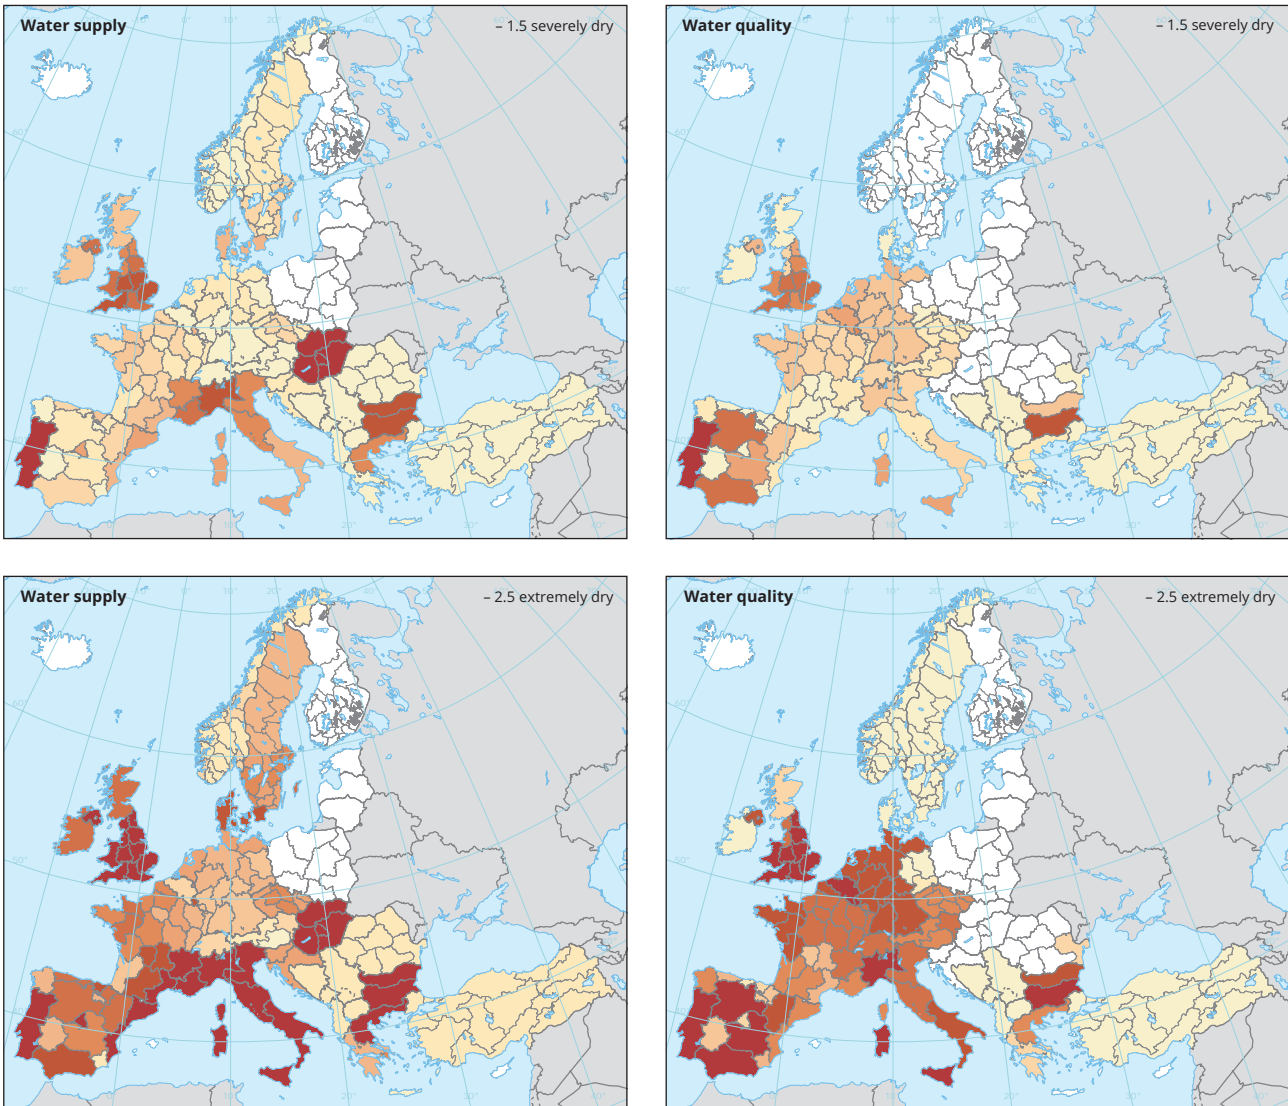 Water supply
– 1.5 severely dry
Water quality
– 1.5 severely dry
Water supply
– 2.5 extremely dry
Water quality
– 2.5 extremely dry